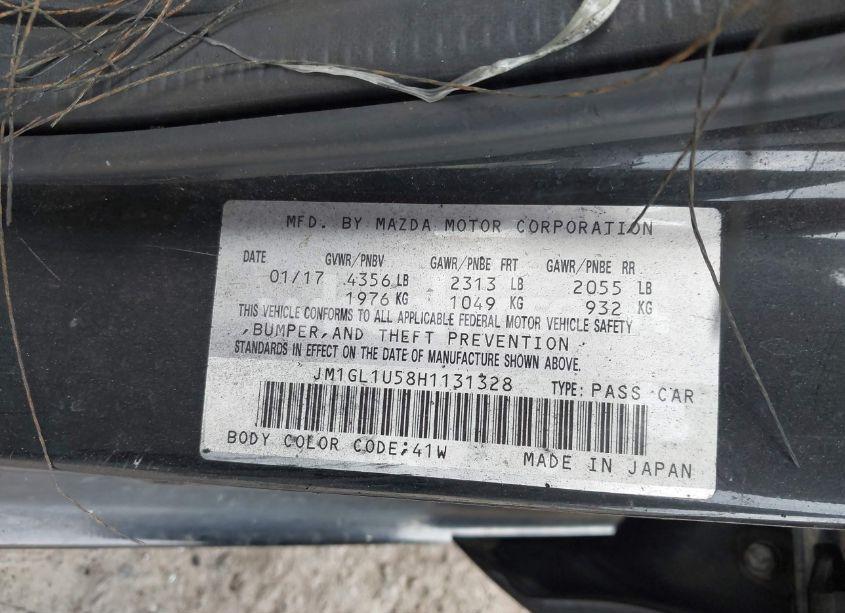 MFD. BY MAZDA MOTOR CORPORATION
DATE GVWR/PNBV GAWR/PNBE FRT GAWR/PNBE RR
01/17 4356 LB 2313 LB 2055 LB
1976 KG 1049 KG 932 KG
THIS VEHICLE CONFORMS TO ALL APPLICABLE FEDERAL MOTOR VEHICLE SAFETY
,BUMPER,AND THEFT PREVENTION
STANDARDS IN EFFECT ON THE DATE OF MANUFACTURE SHOWN ABOVE.
JM1GL1U58H1131328 TYPE: PASS CAR
BODY COLOR CODE;41W
MADE IN JAPAN